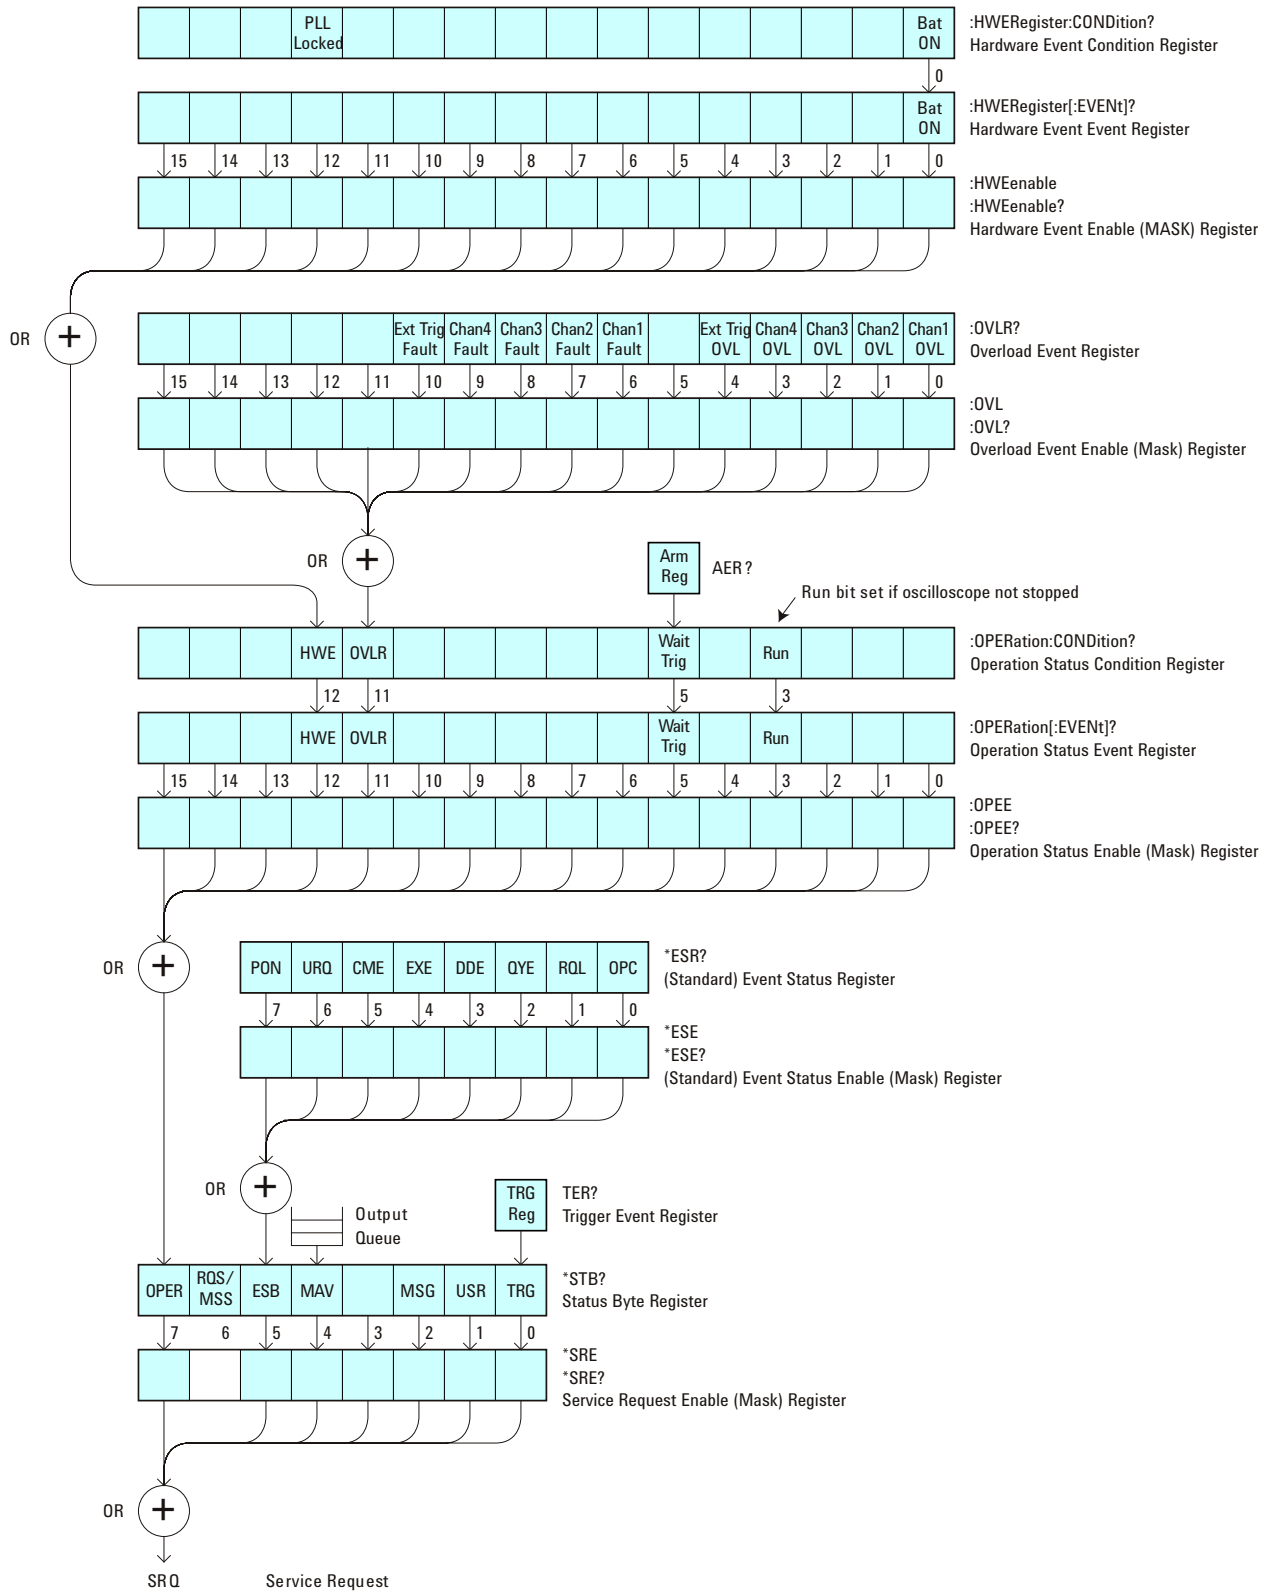 PLL
Locked
Bat
ON
:HWERegister:CONDition?
Hardware Event Condition Register
0
Bat
ON
:HWERegister[:EVENt]?
Hardware Event Event Register
15 14 13 12 11 10 9 8 7 6 5 4 3 2 1 0
:HWEenable
:HWEenable?
Hardware Event Enable (MASK) Register
OR
+
Ext Trig Fault
Chan4 Fault
Chan3 Fault
Chan2 Fault
Chan1 Fault
Ext Trig OVL
Chan4 OVL
Chan3 OVL
Chan2 OVL
Chan1 OVL
:OVLR?
Overload Event Register
15 14 13 12 11 10 9 8 7 6 5 4 3 2 1 0
:OVL
:OVL?
Overload Event Enable (Mask) Register
OR
+
Arm
Reg
AER?
Run bit set if oscilloscope not stopped
HWE OVLR
Wait
Trig
Run
:OPERation:CONDition?
Operation Status Condition Register
12 11 5 3
HWE OVLR
Wait
Trig
Run
:OPERation[:EVENt]?
Operation Status Event Register
15 14 13 12 11 10 9 8 7 6 5 4 3 2 1 0
:OPEE
:OPEE?
Operation Status Enable (Mask) Register
OR
+
PON URQ CME EXE DDE QYE RQL OPC
*ESR?
(Standard) Event Status Register
7 6 5 4 3 2 1 0
*ESE
*ESE?
(Standard) Event Status Enable (Mask) Register
OR
+
Output
Queue
TRG
Reg
TER?
Trigger Event Register
OPER RQS/MSS ESB MAV MSG USR TRG
*STB?
Status Byte Register
7 6 5 4 3 2 1 0
*SRE
*SRE?
Service Request Enable (Mask) Register
OR
+
SRQ
Service Request